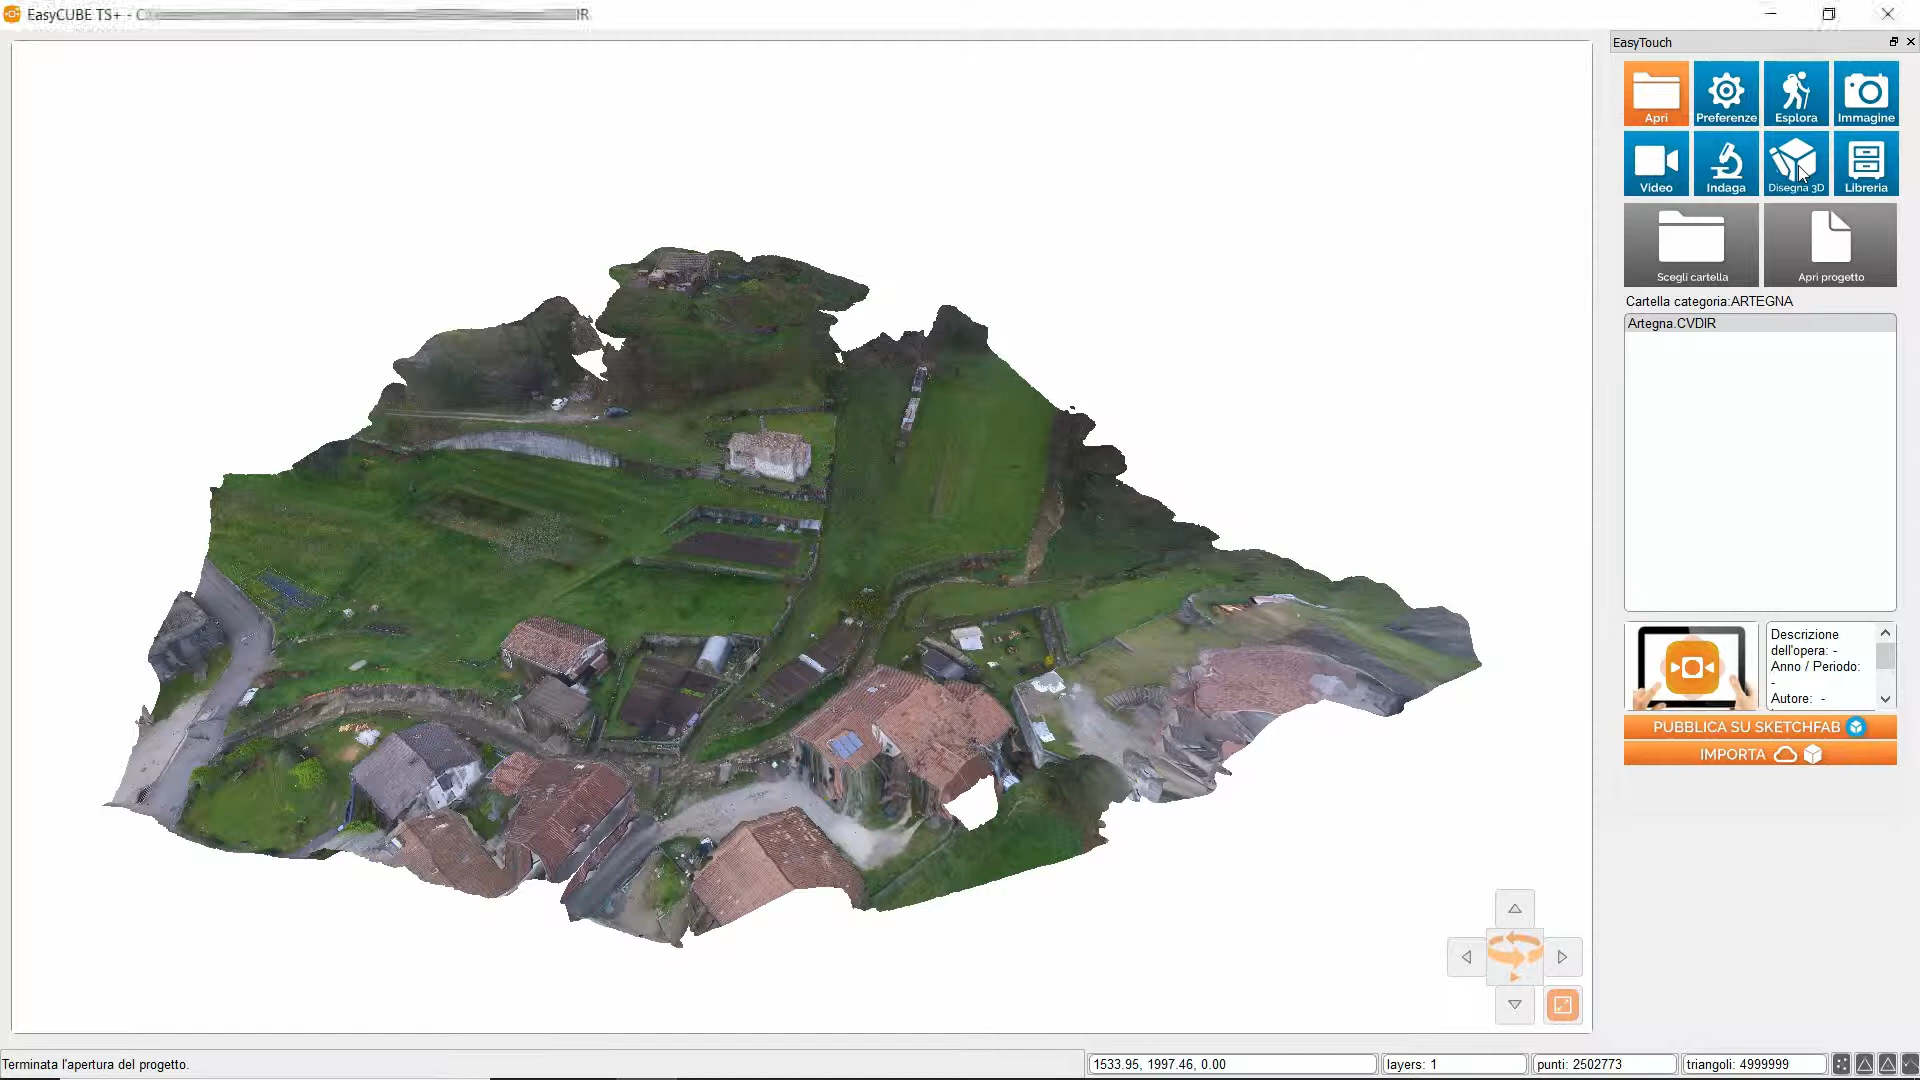 EasyCUBE TS+ - C
IR
EasyTouch
Apri
Preferenze
Esplora
Immagine
Video
Indaga
Disegna 3D
Libreria
Scegli cartella
Apri progetto
Cartella categoria:ARTEGNA
Artegna.CVDIR
Descrizione
dell'opera: -
Anno / Periodo:
-
Autore: -
PUBBLICA SU SKETCHFAB
IMPORTA
Terminata l'apertura del progetto.
1533.95, 1997.46, 0.00
layers: 1
punti: 2502773
triangoli: 4999999